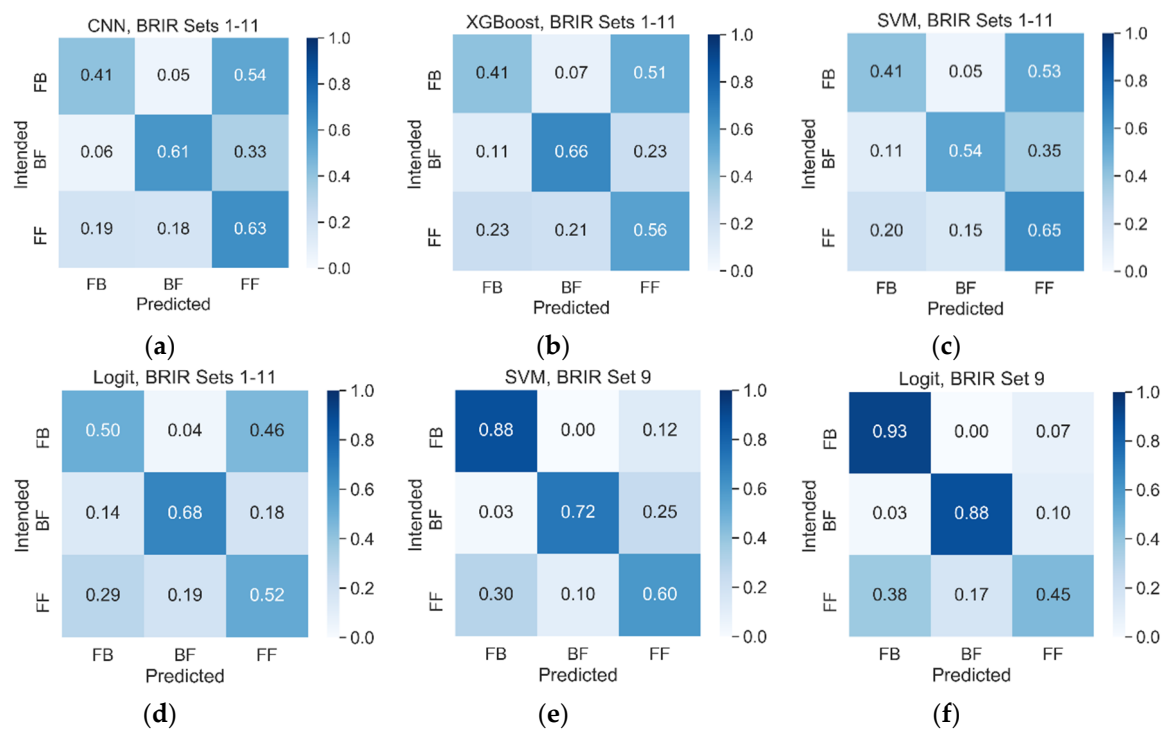 CNN, BRIR Sets 1-11
FB 0.41 0.05 0.54
BF 0.06 0.61 0.33
FF 0.19 0.18 0.63
Intended
FB BF FF
Predicted
1.0
0.8
0.6
0.4
0.2
0.0
(a)
XGBoost, BRIR Sets 1-11
FB 0.41 0.07 0.51
BF 0.11 0.66 0.23
FF 0.23 0.21 0.56
Intended
FB BF FF
Predicted
1.0
0.8
0.6
0.4
0.2
0.0
(b)
SVM, BRIR Sets 1-11
FB 0.41 0.05 0.53
BF 0.11 0.54 0.35
FF 0.20 0.15 0.65
Intended
FB BF FF
Predicted
1.0
0.8
0.6
0.4
0.2
0.0
(c)
Logit, BRIR Sets 1-11
FB 0.50 0.04 0.46
BF 0.14 0.68 0.18
FF 0.29 0.19 0.52
Intended
FB BF FF
Predicted
1.0
0.8
0.6
0.4
0.2
0.0
(d)
SVM, BRIR Set 9
FB 0.88 0.00 0.12
BF 0.03 0.72 0.25
FF 0.30 0.10 0.60
Intended
FB BF FF
Predicted
1.0
0.8
0.6
0.4
0.2
0.0
(e)
Logit, BRIR Set 9
FB 0.93 0.00 0.07
BF 0.03 0.88 0.10
FF 0.38 0.17 0.45
Intended
FB BF FF
Predicted
1.0
0.8
0.6
0.4
0.2
0.0
(f)